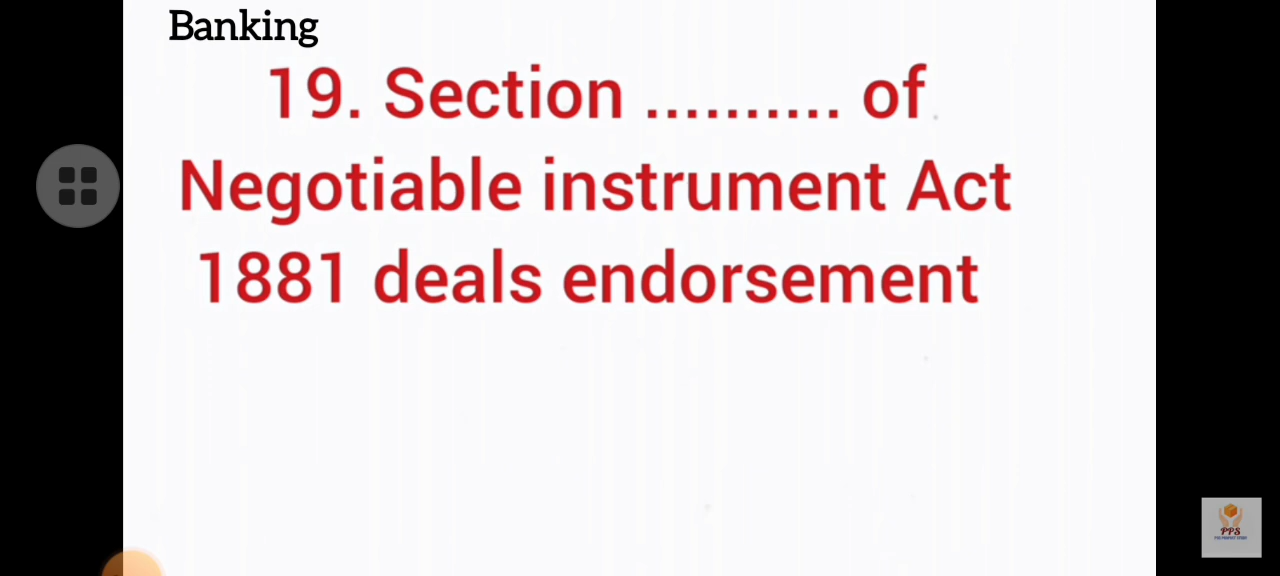 Banking
19. Section .......... of
Negotiable instrument Act
1881 deals endorsement
PPS